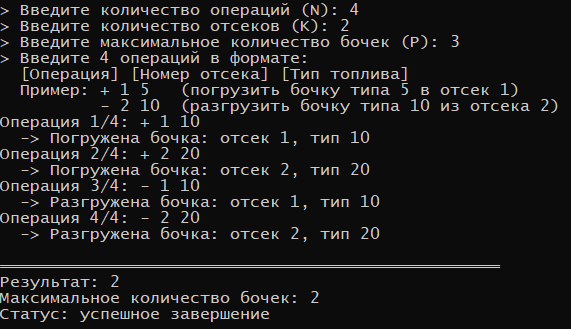 > Введите количество операций (N): 4
> Введите количество отсеков (K): 2
> Введите максимальное количество бочек (P): 3
> Введите 4 операций в формате:
  [Операция] [Номер отсека] [Тип топлива]
  Пример: + 1 5   (погрузить бочку типа 5 в отсек 1)
          - 2 10  (разгрузить бочку типа 10 из отсека 2)
Операция 1/4: + 1 10
  -> Погружена бочка: отсек 1, тип 10
Операция 2/4: + 2 20
  -> Погружена бочка: отсек 2, тип 20
Операция 3/4: - 1 10
  -> Разгружена бочка: отсек 1, тип 10
Операция 4/4: - 2 20
  -> Разгружена бочка: отсек 2, тип 20
Результат: 2
Максимальное количество бочек: 2
Статус: успешное завершение